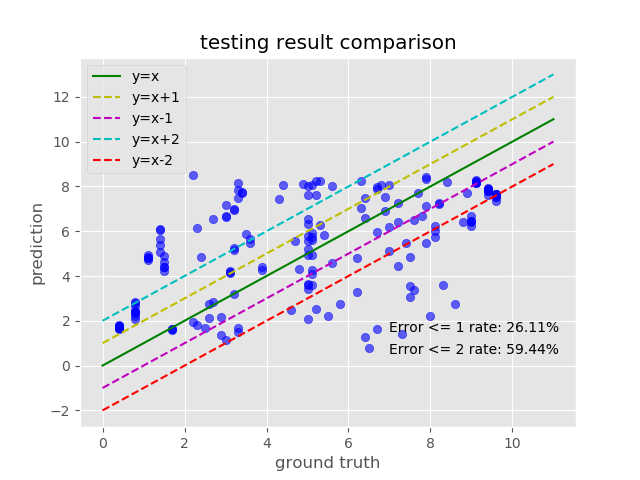 testing result comparison
y=x
y=x+1
y=x-1
y=x+2
y=x-2
12
10
8
6
4
2
0
−2
prediction
Error <= 1 rate: 26.11%
Error <= 2 rate: 59.44%
0 2 4 6 8 10
ground truth